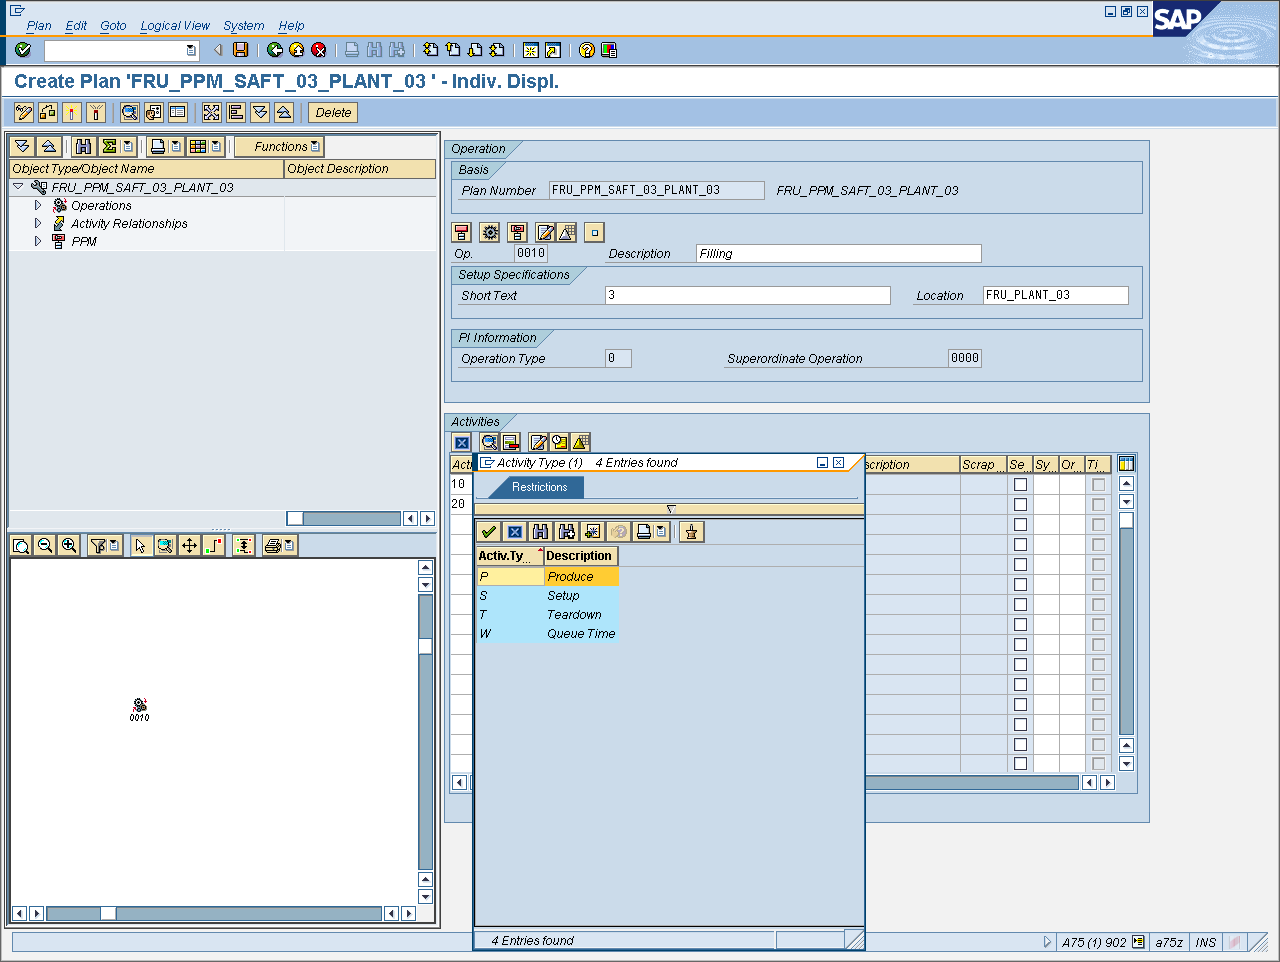 Plan Edit Goto Logical View System Help
SAP
Create Plan 'FRU_PPM_SAFT_03_PLANT_03 ' - Indiv. Displ.
Delete
Functions
Object Type/Object Name Object Description
FRU_PPM_SAFT_03_PLANT_03
Operations
Activity Relationships
PPM
0010
Operation
Basis
Plan Number FRU_PPM_SAFT_03_PLANT_03 FRU_PPM_SAFT_03_PLANT_03
Op. 0010 Description Filling
Setup Specifications
Short Text 3 Location FRU_PLANT_03
PI Information
Operation Type 0 Superordinate Operation 0000
Activities
Scrap... Se.. Sy.. Or... Ti...
10
20
Activity Type (1) 4 Entries found
Restrictions
Activ.Ty... Description
P Produce
S Setup
T Teardown
W Queue Time
4 Entries found
A75 (1) 902 a75z INS